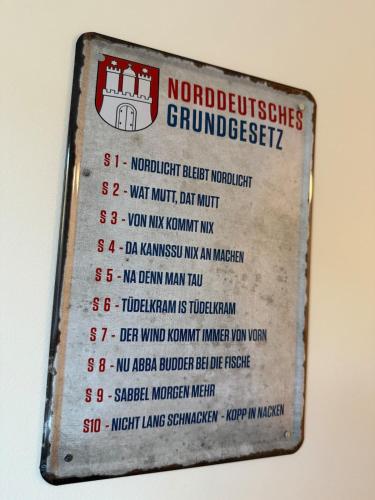 NORDDEUTSCHES
GRUNDGESETZ
§ 1 - NORDLICHT BLEIBT NORDLICHT
§ 2 - WAT MUTT, DAT MUTT
§ 3 - VON NIX KOMMT NIX
§ 4 - DA KANNSSU NIX AN MACHEN
§ 5 - NA DENN MAN TAU
§ 6 - TÜDELKRAM IS TÜDELKRAM
§ 7 - DER WIND KOMMT IMMER VON VORN
§ 8 - NU ABBA BUDDER BEI DIE FISCHE
§ 9 - SABBEL MORGEN MEHR
§10 - NICHT LANG SCHNACKEN - KOPP IN NACKEN